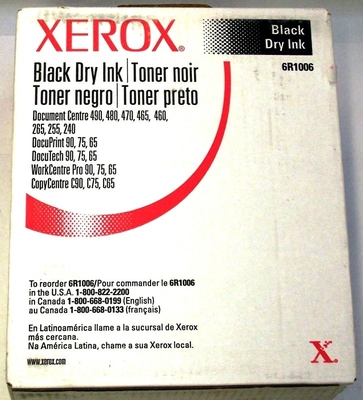 XEROX®
Black
Dry Ink
6R1006
Black Dry Ink | Toner noir
Toner negro | Toner preto
Document Centre 490, 480, 470, 465, 460,
265, 255, 240
DocuPrint 90, 75, 65
DocuTech 90, 75, 65
WorkCentre Pro 90, 75, 65
CopyCentre C90, C75, C65
To reorder 6R1006/Pour commander le 6R1006
in the U.S.A. 1-800-822-2200
in Canada 1-800-668-0199 (English)
au Canada 1-800-668-0133 (français)
En Latinoamérica llame a la sucursal de Xerox
más cercana.
Na América Latina, chame a sua Xerox local.
www.xerox.com
X.